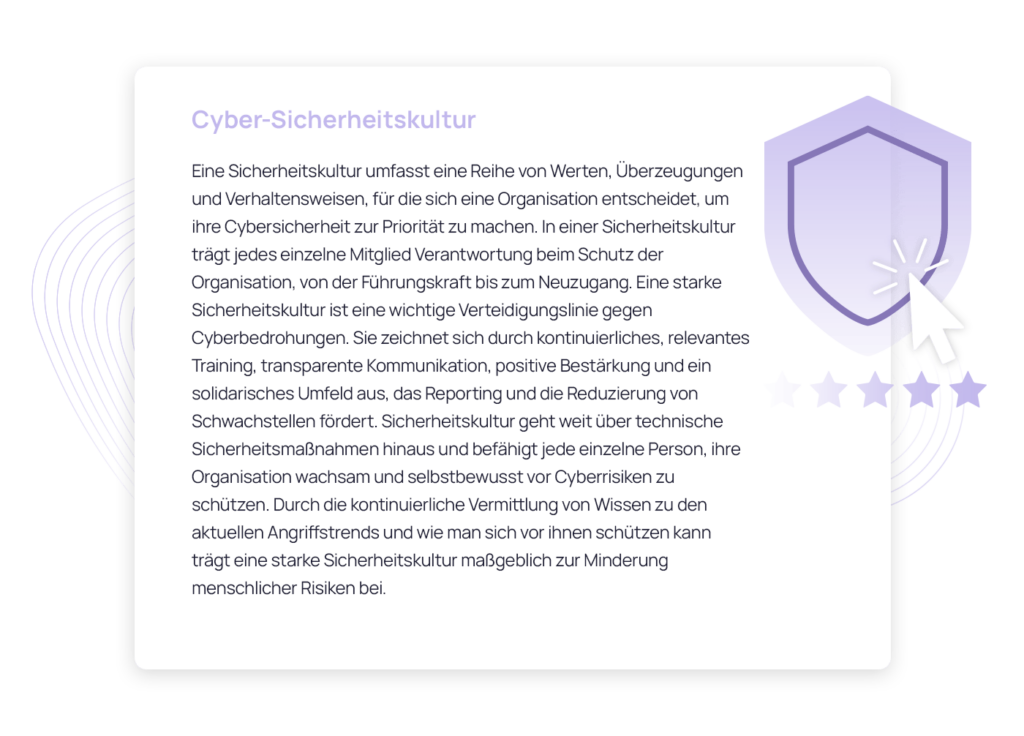 Cyber-Sicherheitskultur
Eine Sicherheitskultur umfasst eine Reihe von Werten, Überzeugungen
und Verhaltensweisen, für die sich eine Organisation entscheidet, um
ihre Cybersicherheit zur Priorität zu machen. In einer Sicherheitskultur
trägt jedes einzelne Mitglied Verantwortung beim Schutz der
Organisation, von der Führungskraft bis zum Neuzugang. Eine starke
Sicherheitskultur ist eine wichtige Verteidigungslinie gegen
Cyberbedrohungen. Sie zeichnet sich durch kontinuierliches, relevantes
Training, transparente Kommunikation, positive Bestärkung und ein
solidarisches Umfeld aus, das Reporting und die Reduzierung von
Schwachstellen fördert. Sicherheitskultur geht weit über technische
Sicherheitsmaßnahmen hinaus und befähigt jede einzelne Person, ihre
Organisation wachsam und selbstbewusst vor Cyberrisiken zu
schützen. Durch die kontinuierliche Vermittlung von Wissen zu den
aktuellen Angriffstrends und wie man sich vor ihnen schützen kann
trägt eine starke Sicherheitskultur maßgeblich zur Minderung
menschlicher Risiken bei.